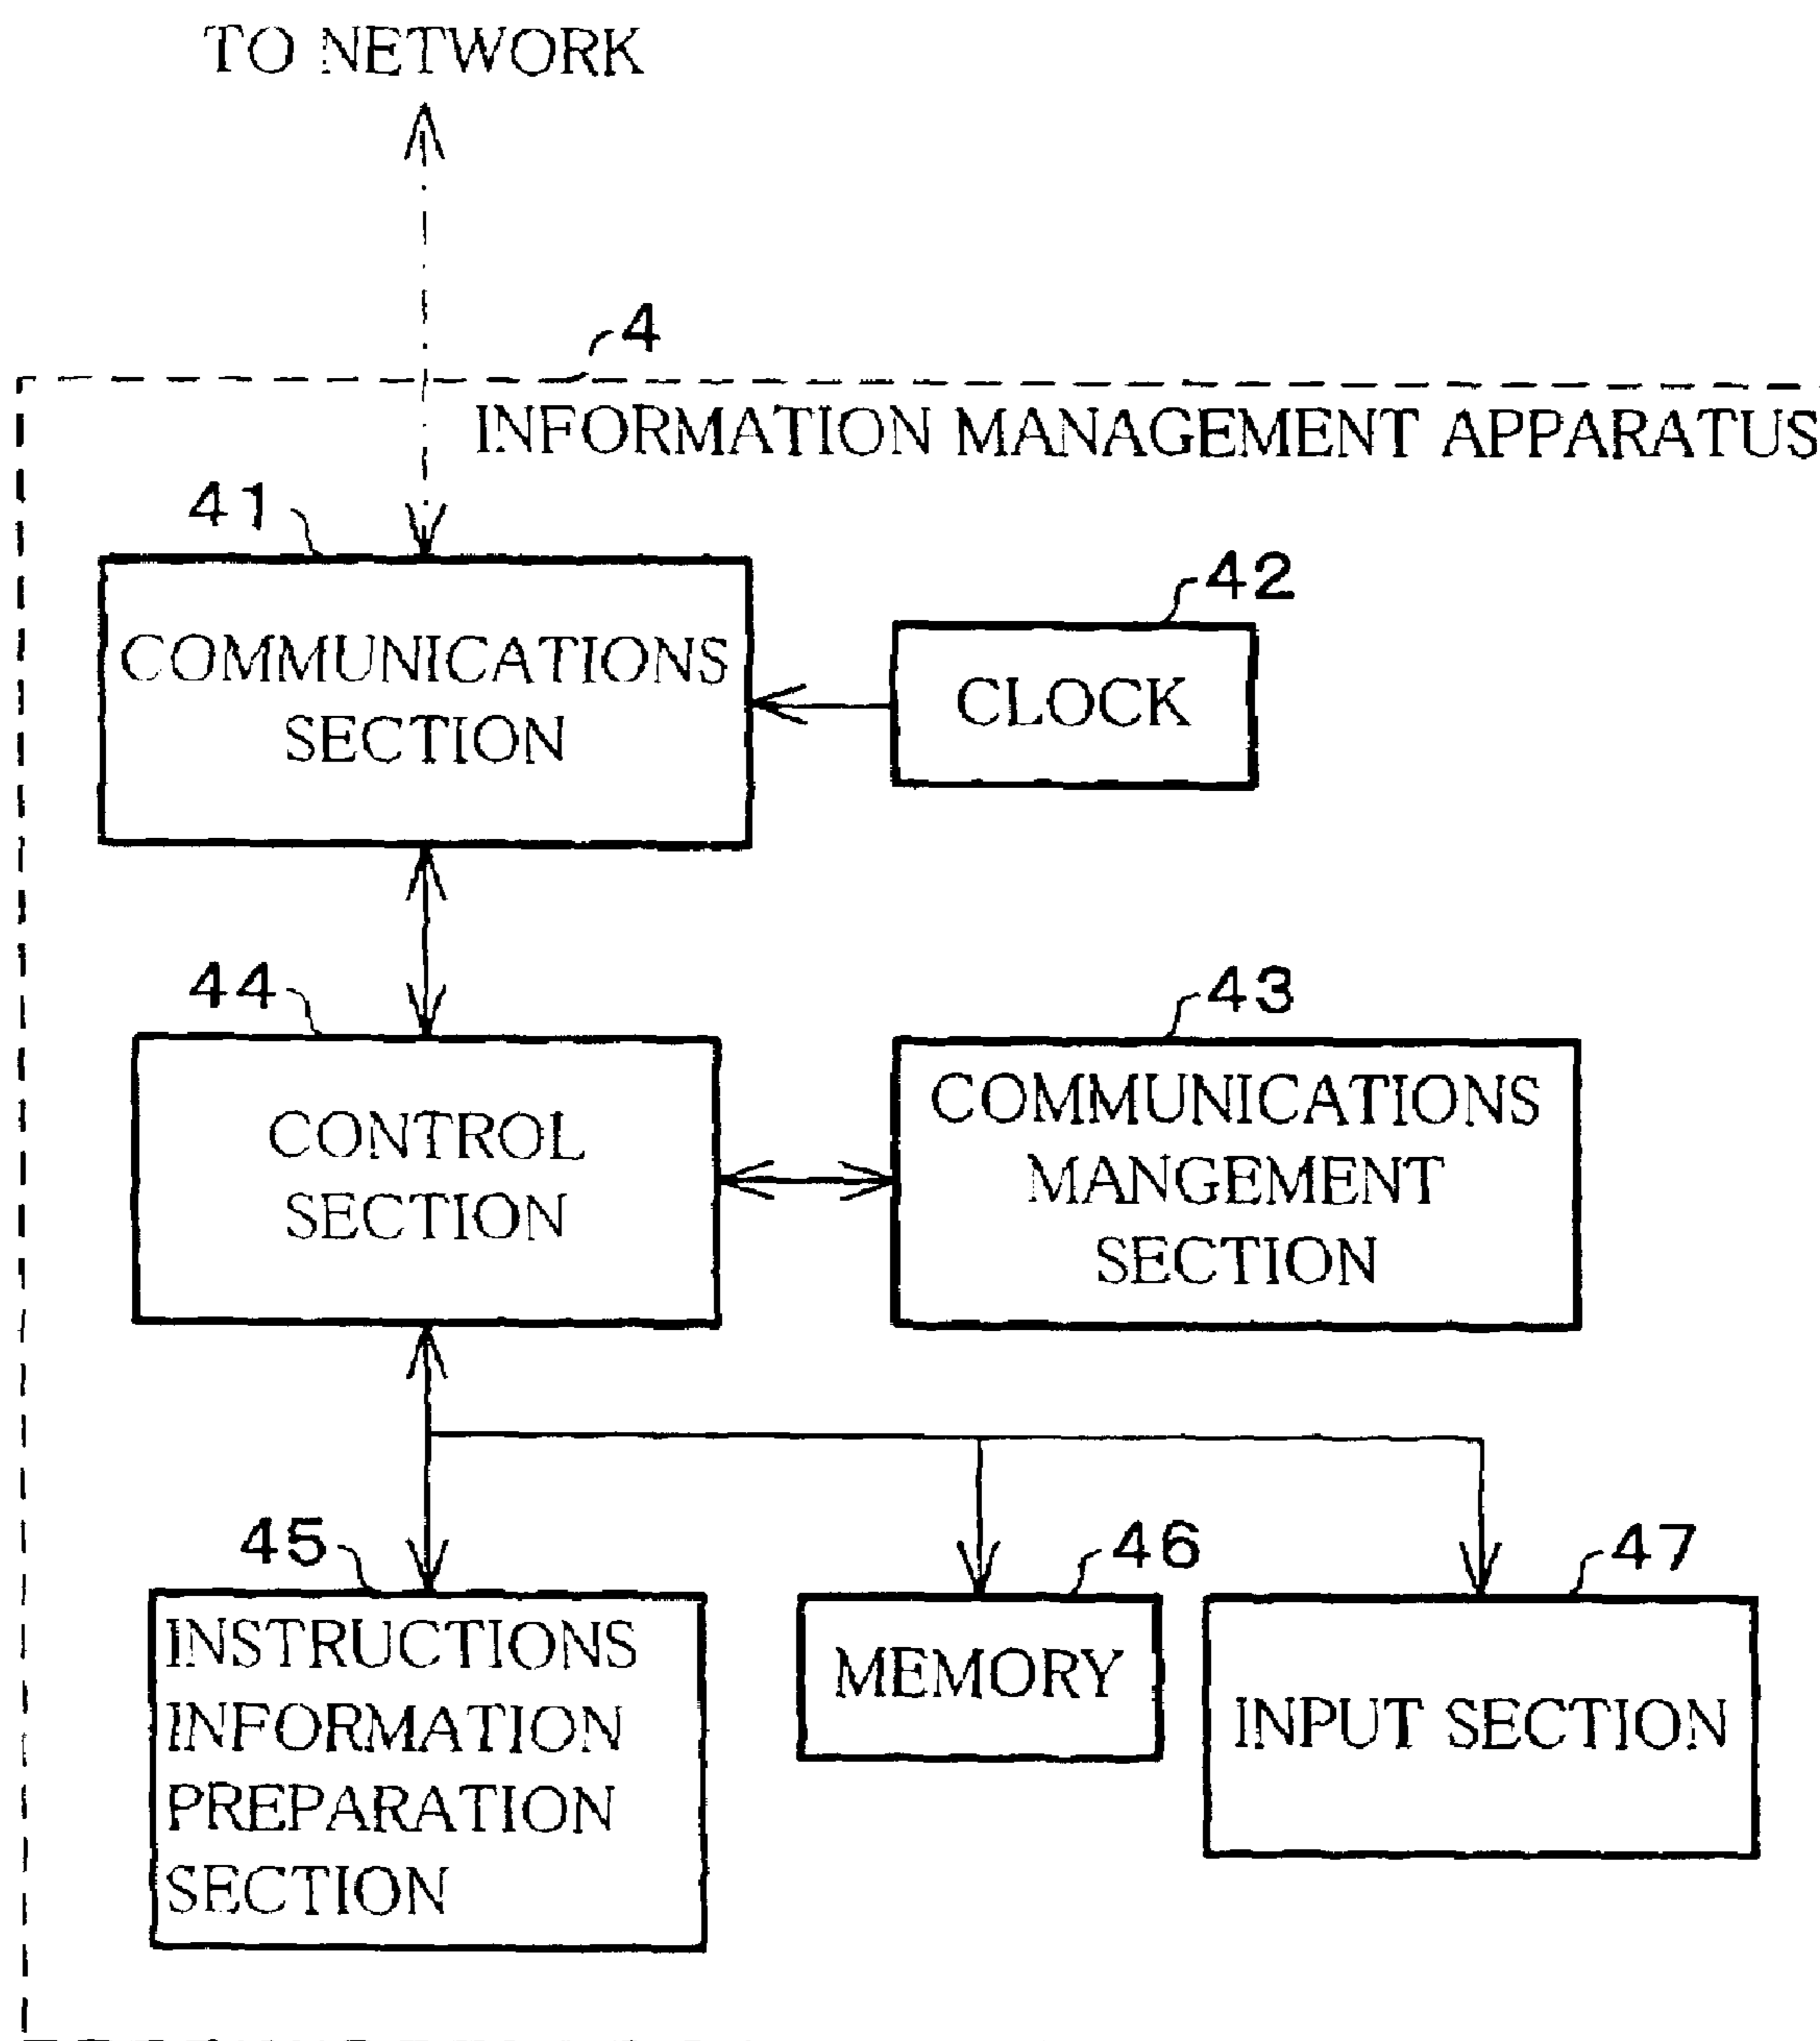 TO NETWORK
4
INFORMATION MANAGEMENT APPARATUS
41
COMMUNICATIONS
SECTION
42
CLOCK
44
CONTROL
SECTION
43
COMMUNICATIONS
MANGEMENT
SECTION
45
INSTRUCTIONS
INFORMATION
PREPARATION
SECTION
46
MEMORY
47
INPUT SECTION